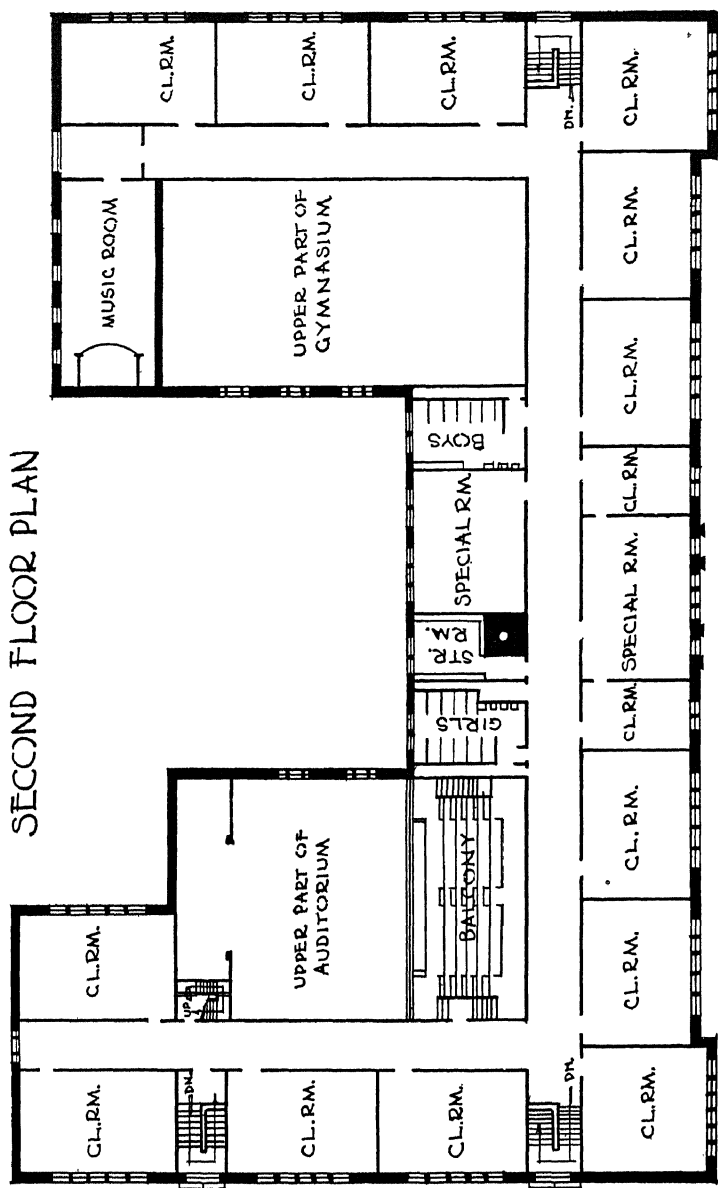 SECOND FLOOR PLAN
CL.RM.
CL.RM.
MUSIC ROOM
CL.RM.
DN.
UP
CL.RM.
UPPER PART OF
AUDITORIUM
UPPER PART OF
GYMNASIUM
CL.RM.
CL.RM.
BALCONY
GIRLS
STR.
RM.
SPECIAL RM.
BOYS
CL.RM.
DN.
DN.
CL.RM.
CL.RM.
CL.RM.
CL.RM.
SPECIAL RM.
CL.RM
CL.RM.
CL.RM.
CL.RM.